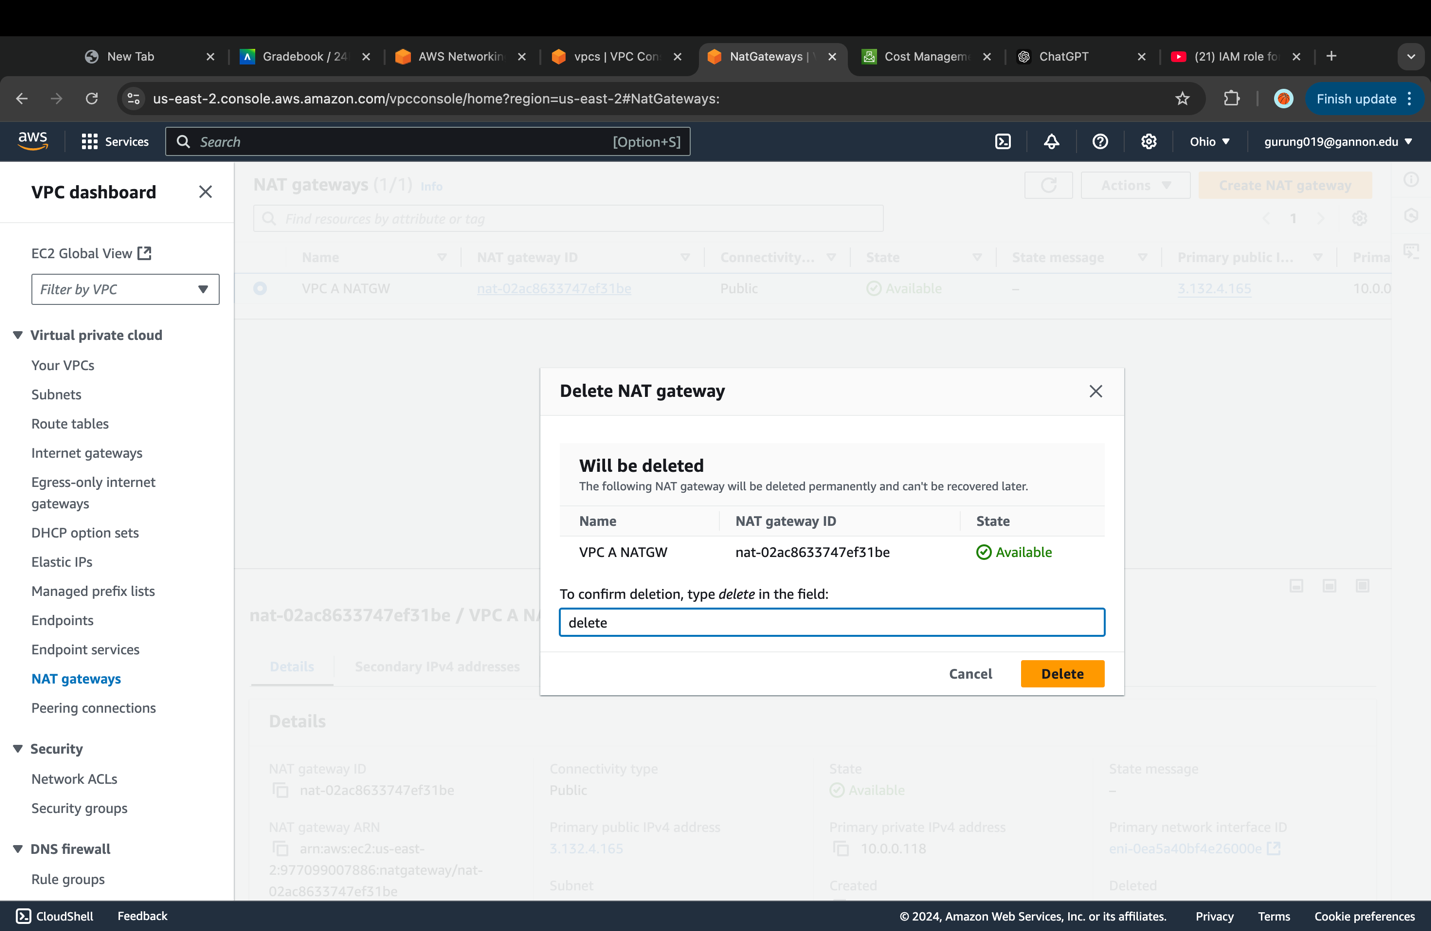 New Tab
Gradebook / 24
AWS Networkin
vpcs | VPC Con
NatGateways |
Cost Managem
ChatGPT
(21) IAM role fo
us-east-2.console.aws.amazon.com/vpcconsole/home?region=us-east-2#NatGateways:
Finish update
aws
Services
Search
[Option+S]
Ohio
gurung019@gannon.edu
VPC dashboard
EC2 Global View
Filter by VPC
Virtual private cloud
Your VPCs
Subnets
Route tables
Internet gateways
Egress-only internet
gateways
DHCP option sets
Elastic IPs
Managed prefix lists
Endpoints
Endpoint services
NAT gateways
Peering connections
Security
Network ACLs
Security groups
DNS firewall
Rule groups
NAT gateways (1/1) Info
Actions
Create NAT gateway
Find resources by attribute or tag
1
Name
NAT gateway ID
Connectivity...
State
State message
Primary public I...
Prima
VPC A NATGW
nat-02ac8633747ef31be
Public
Available
–
3.132.4.165
10.0.0
Delete NAT gateway
Will be deleted
The following NAT gateway will be deleted permanently and can't be recovered later.
Name
NAT gateway ID
State
VPC A NATGW
nat-02ac8633747ef31be
Available
To confirm deletion, type delete in the field:
delete
Cancel
Delete
nat-02ac8633747ef31be / VPC A N
Details
Secondary IPv4 addresses
Details
NAT gateway ID
nat-02ac8633747ef31be
Connectivity type
Public
State
Available
State message
–
NAT gateway ARN
arn:aws:ec2:us-east-
2:977099007886:natgateway/nat-
02ac8633747ef31be
Primary public IPv4 address
3.132.4.165
Primary private IPv4 address
10.0.0.118
Primary network interface ID
eni-0ea5a40bf4e26000e
Subnet
Created
Deleted
CloudShell
Feedback
© 2024, Amazon Web Services, Inc. or its affiliates.
Privacy
Terms
Cookie preferences